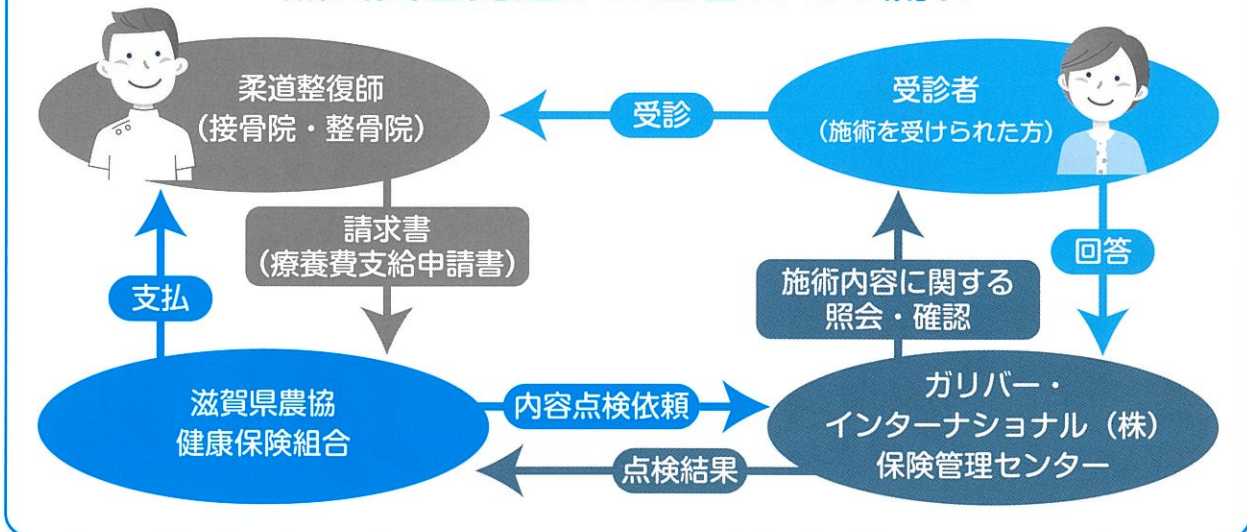 柔道整復師
(接骨院・整骨院)
受診
受診者
(施術を受けられた方)
請求書
(療養費支給申請書)
支払
施術内容に関する
照会・確認
回答
滋賀県農協
健康保険組合
内容点検依頼
点検結果
ガリバー・
インターナショナル(株)
保険管理センター